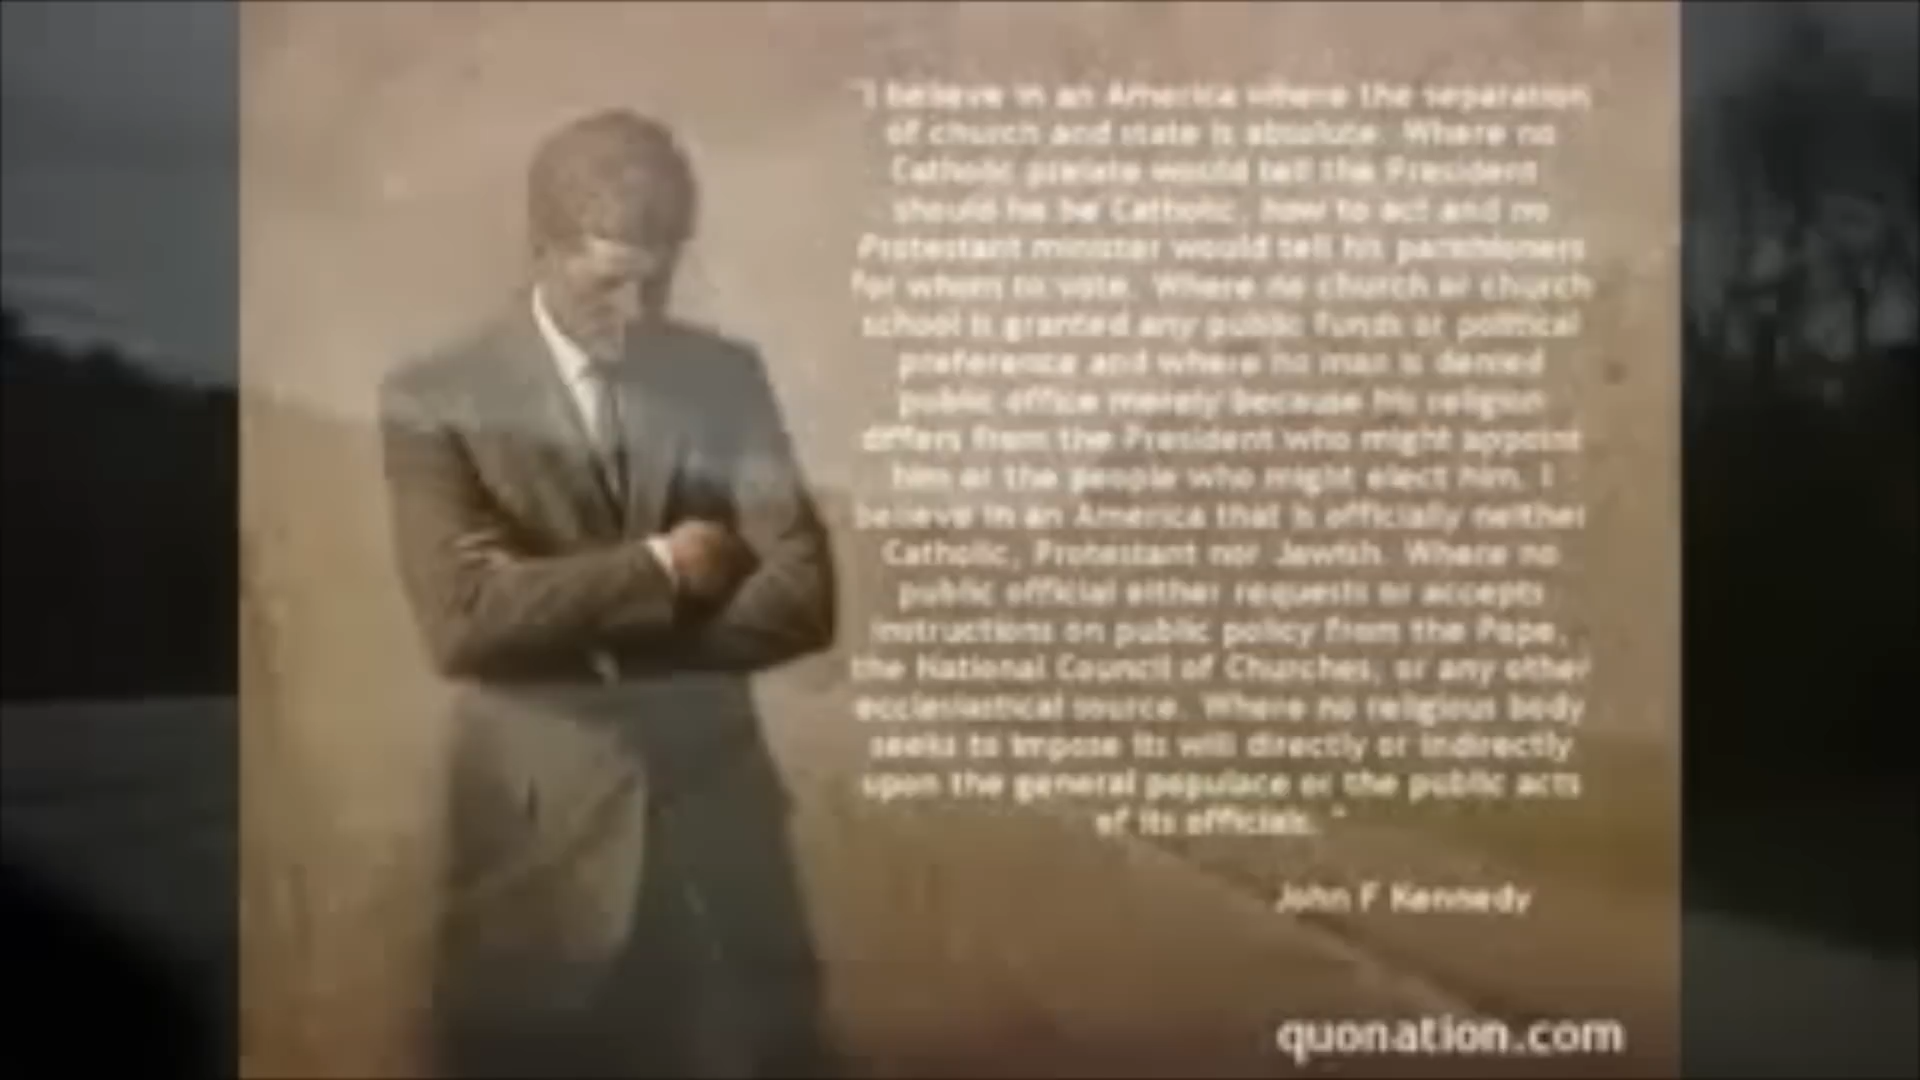 "I believe in an America where the separation
of church and state is absolute. Where no
Catholic prelate would tell the President
should he be Catholic, how to act and no
Protestant minister would tell his parishioners
for whom to vote. Where no church or church
school is granted any public funds or political
preference and where no man is denied
public office merely because his religion
differs from the President who might appoint
him or the people who might elect him. I
believe in an America that is officially neither
Catholic, Protestant nor Jewish. Where no
public official either requests or accepts
instructions on public policy from the Pope,
the National Council of Churches, or any other
ecclesiastical source. Where no religious body
seeks to impose its will directly or indirectly
upon the general populace or the public acts
of its officials. "
John F Kennedy
quonation.com